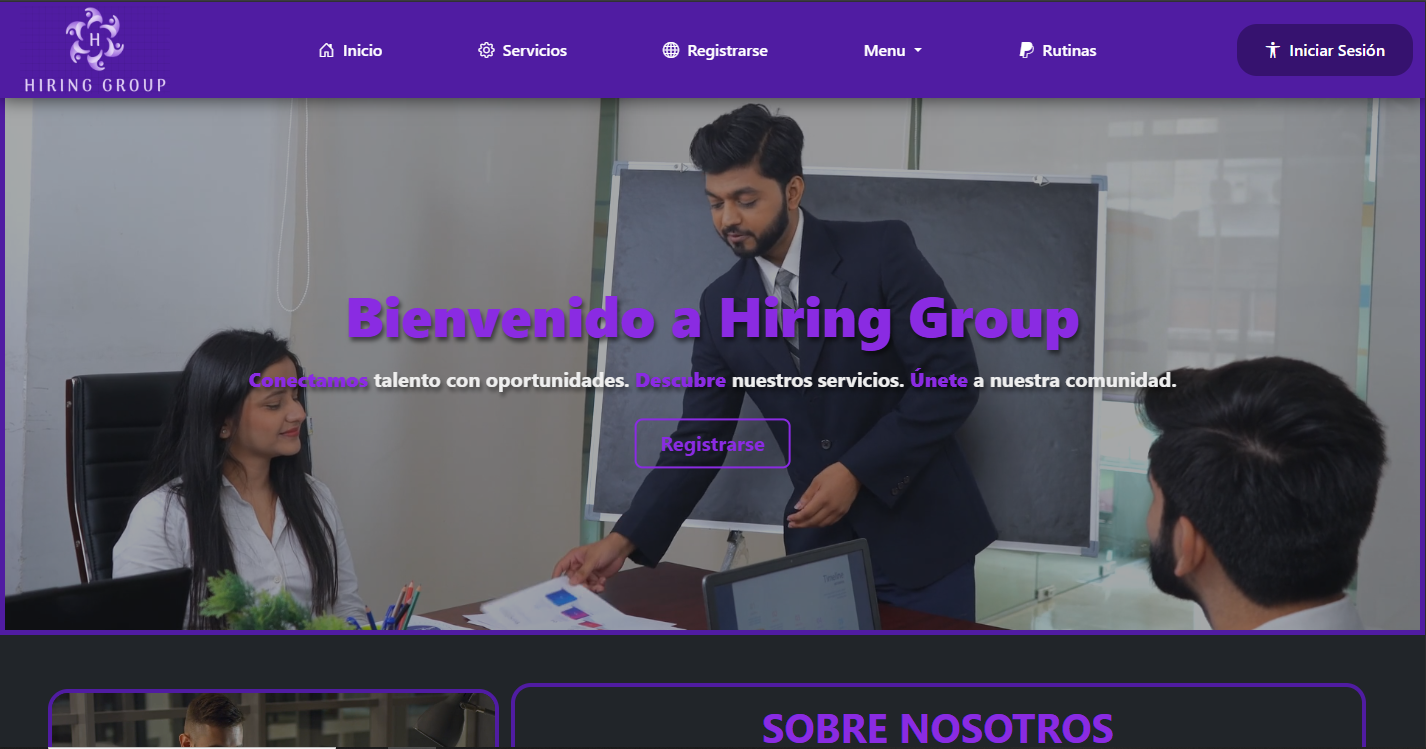 H
HIRING GROUP
Inicio
Servicios
Registrarse
Menu
Rutinas
Iniciar Sesión
Bienvenido a Hiring Group
Conectamos talento con oportunidades. Descubre nuestros servicios. Únete a nuestra comunidad.
Registrarse
SOBRE NOSOTROS